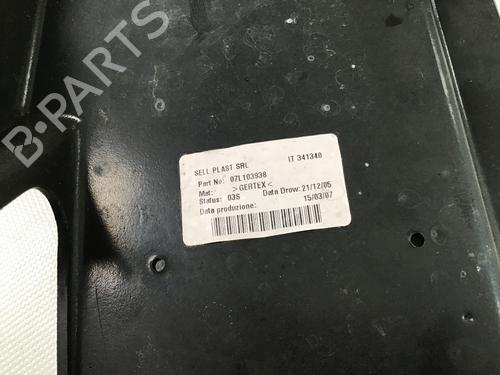 B-PARTS
SELL PLAST SRL IT 341340
Part No: 07L103938
Mat: >GERTEX<
Status: 03S Data Drow: 21/12/05
Data produzione: 15/03/07